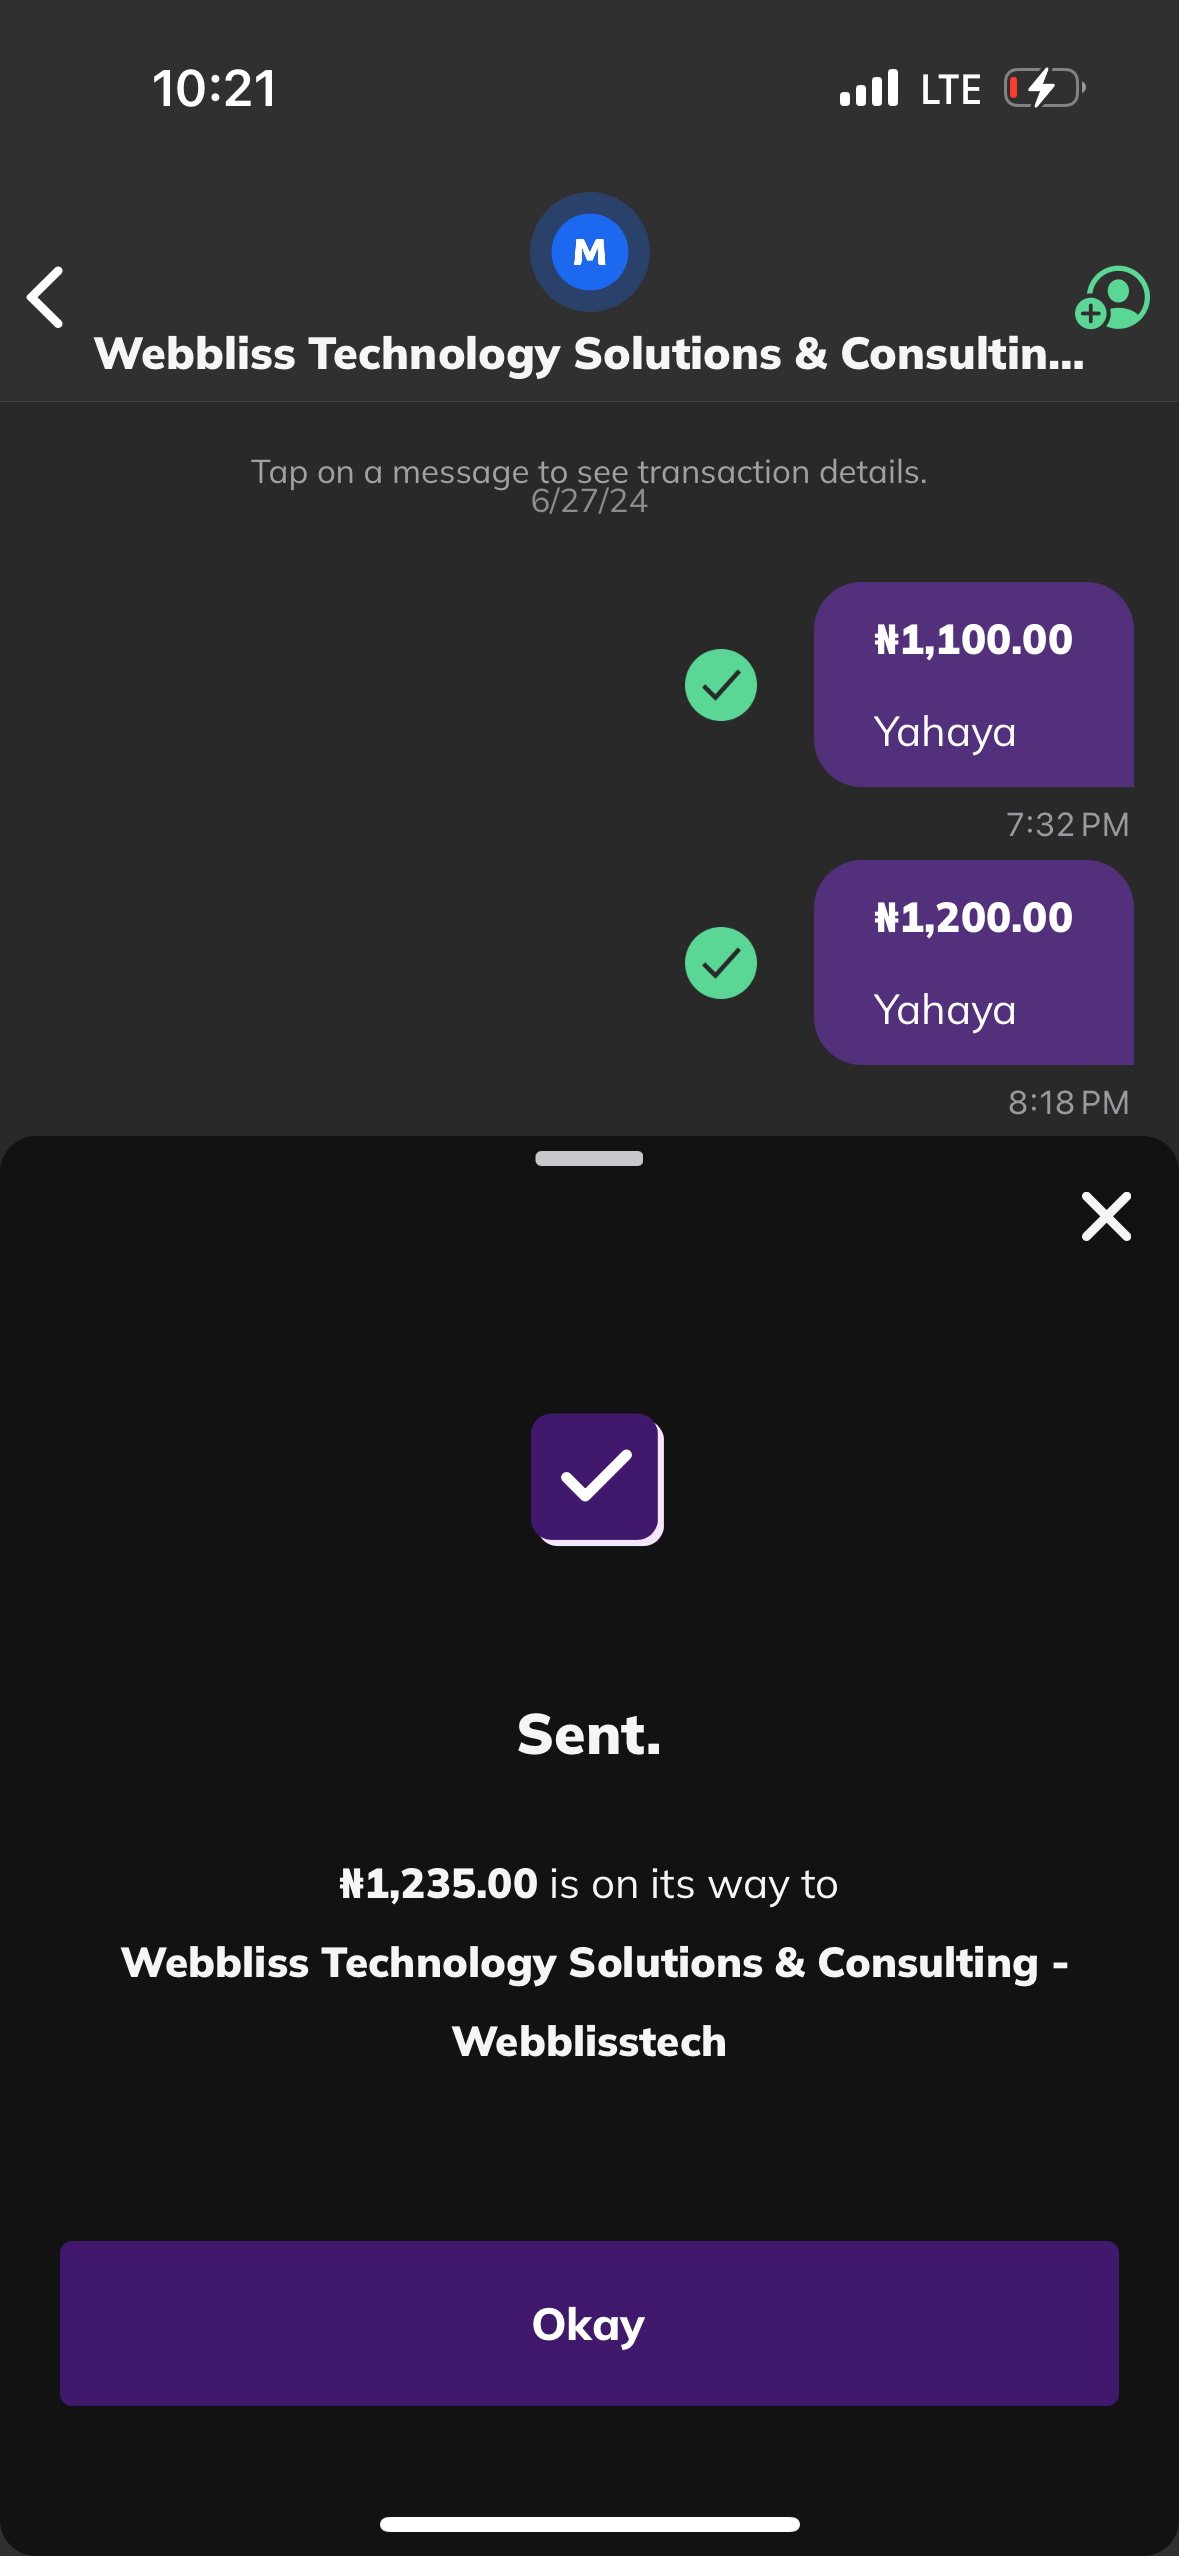 10:21
LTE
M
Webbliss Technology Solutions & Consultin...
Tap on a message to see transaction details.
6/27/24
₦1,100.00
Yahaya
7:32 PM
₦1,200.00
Yahaya
8:18 PM
Sent.
₦1,235.00 is on its way to
Webbliss Technology Solutions & Consulting -
Webblisstech
Okay